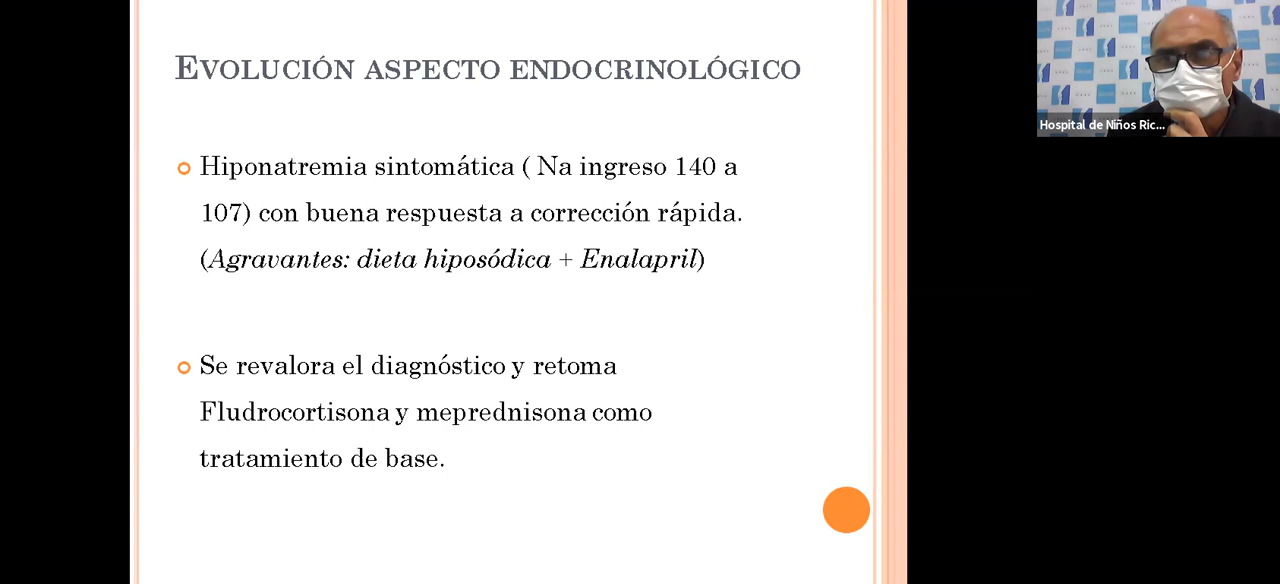 EVOLUCIÓN ASPECTO ENDOCRINOLÓGICO
Hiponatremia sintomática ( Na ingreso 140 a
107) con buena respuesta a corrección rápida.
(Agravantes: dieta hiposódica + Enalapril)
Se revalora el diagnóstico y retoma
Fludrocortisona y meprednisona como
tratamiento de base.
Hospital de Niños Ric...